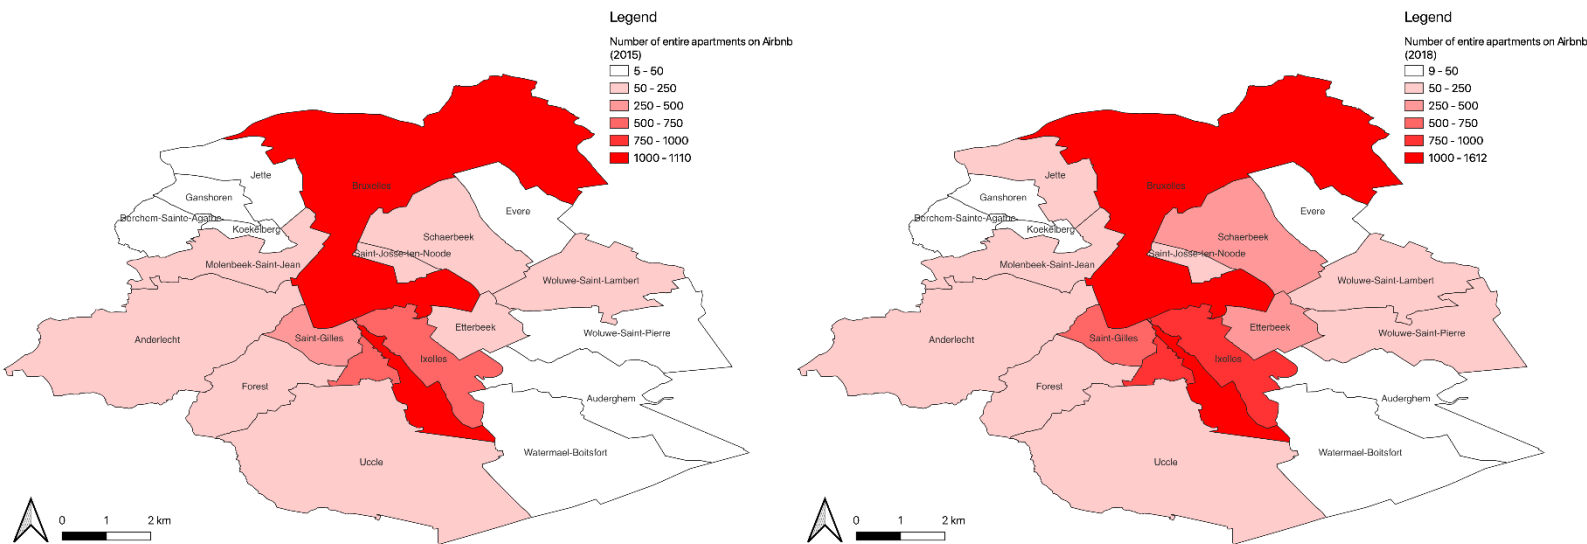 Legend
Number of entire apartments on Airbnb
(2015)
5 - 50
50 - 250
250 - 500
500 - 750
750 - 1000
1000 - 1110
Jette
Bruxelles
Ganshoren
Evere
Berchem-Sainte-Agathe
Koekelberg
Schaerbeek
Saint-Josse-ten-Noode
Molenbeek-Saint-Jean
Woluwe-Saint-Lambert
Etterbeek
Woluwe-Saint-Pierre
Anderlecht
Saint-Gilles
Ixelles
Forest
Auderghem
Watermael-Boitsfort
Uccle
0 1 2 km
Legend
Number of entire apartments on Airbnb
(2018)
9 - 50
50 - 250
250 - 500
500 - 750
750 - 1000
1000 - 1612
Jette
Bruxelles
Ganshoren
Evere
Berchem-Sainte-Agathe
Koekelberg
Schaerbeek
Saint-Josse-ten-Noode
Molenbeek-Saint-Jean
Woluwe-Saint-Lambert
Etterbeek
Woluwe-Saint-Pierre
Anderlecht
Saint-Gilles
Ixelles
Forest
Auderghem
Watermael-Boitsfort
Uccle
0 1 2 km